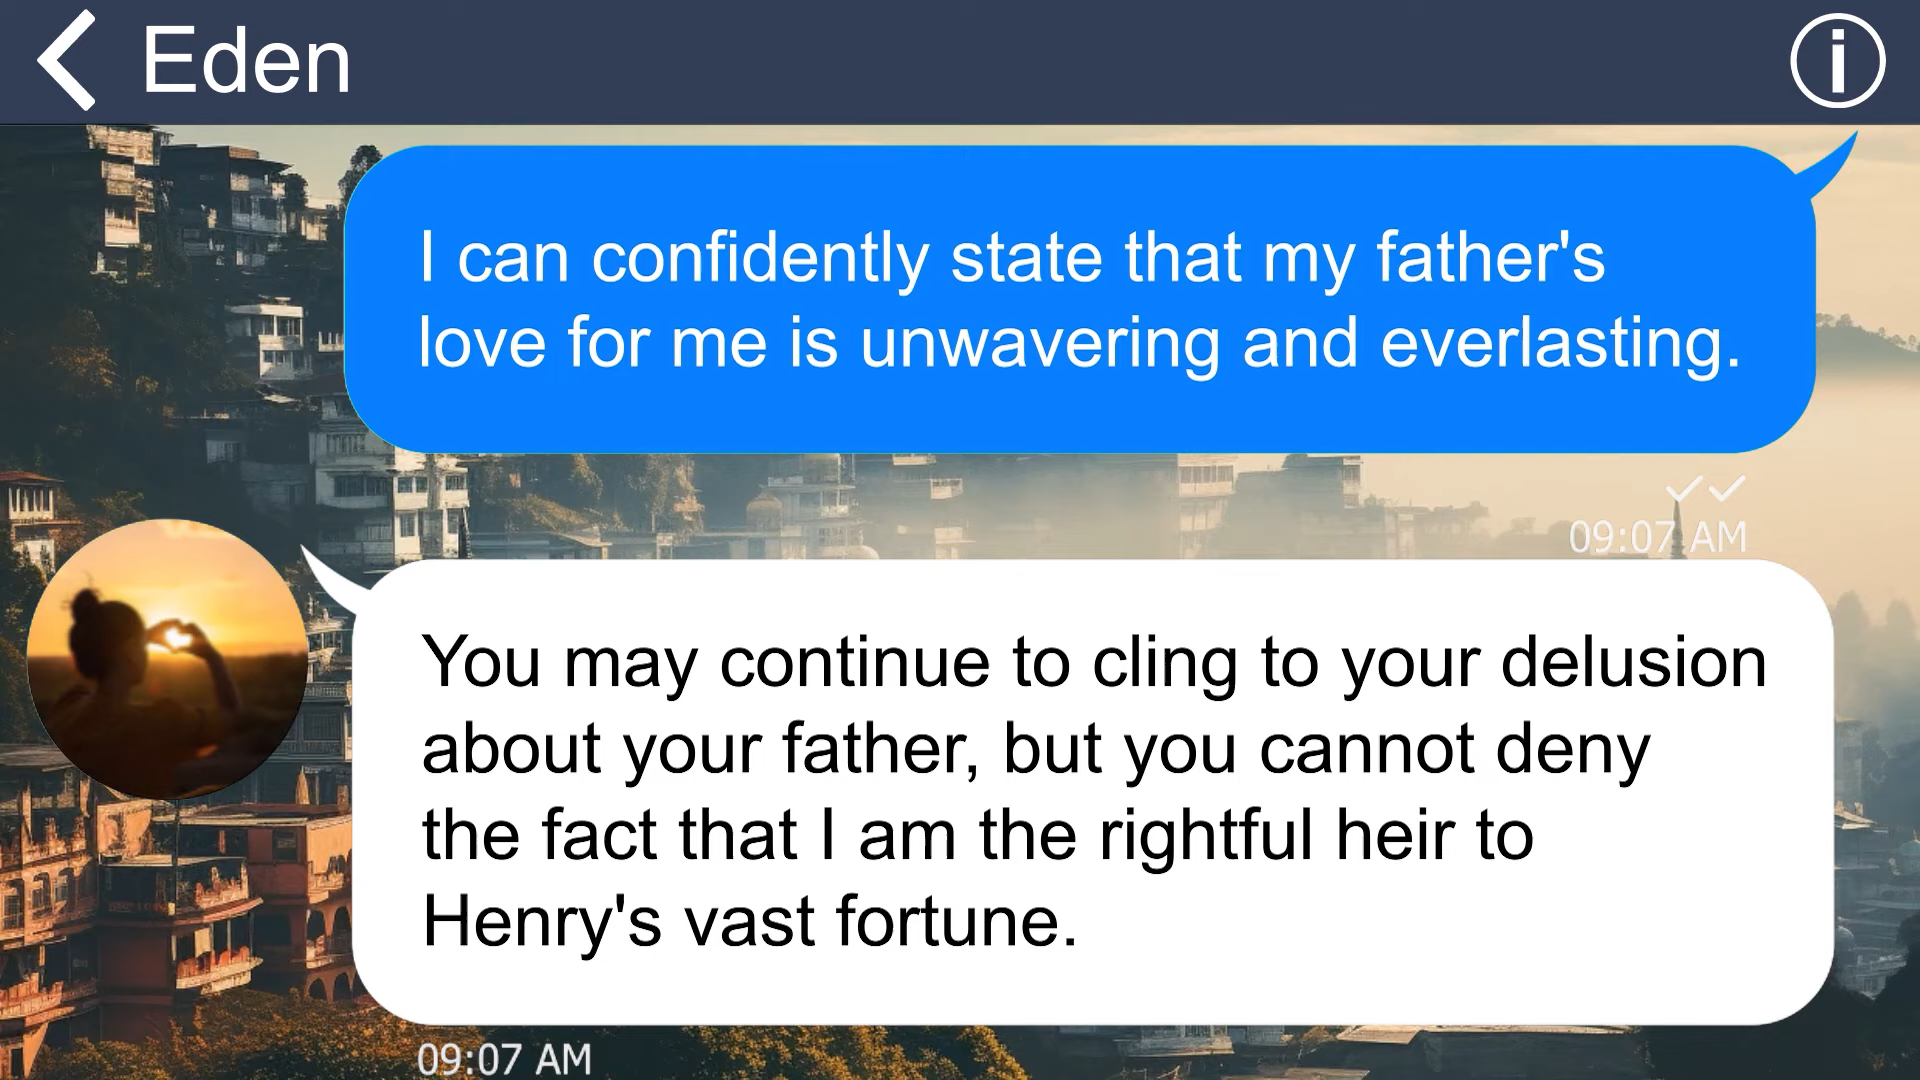 Eden
I can confidently state that my father's
love for me is unwavering and everlasting.
09:07 AM
You may continue to cling to your delusion
about your father, but you cannot deny
the fact that I am the rightful heir to
Henry's vast fortune.
09:07 AM